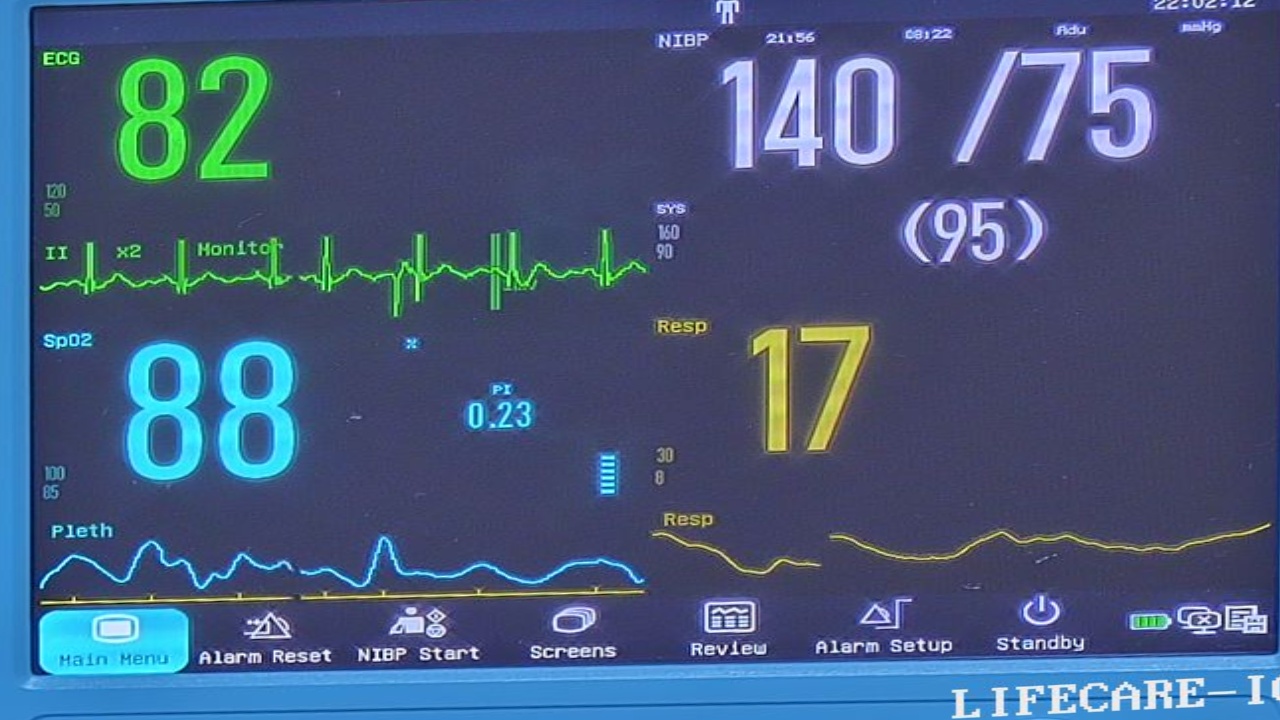 22:02:12
ECG
82
120
50
NIBP 21:56 08:22 Adu mmHg
140 /75
(95)
SYS
160
90
II x2 Monitor
SpO2
88
%
PI
0.23
100
85
Resp
17
30
8
Pleth
Resp
Main Menu
Alarm Reset
NIBP Start
Screens
Review
Alarm Setup
Standby